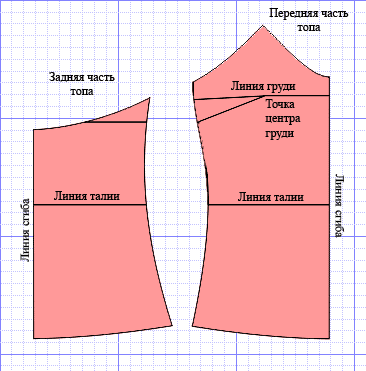 Передняя часть
топа
Задняя часть
топа
Линия груди
Точка
центра
груди
Линия талии
Линия талии
Линия сгиба
Линия сгиба